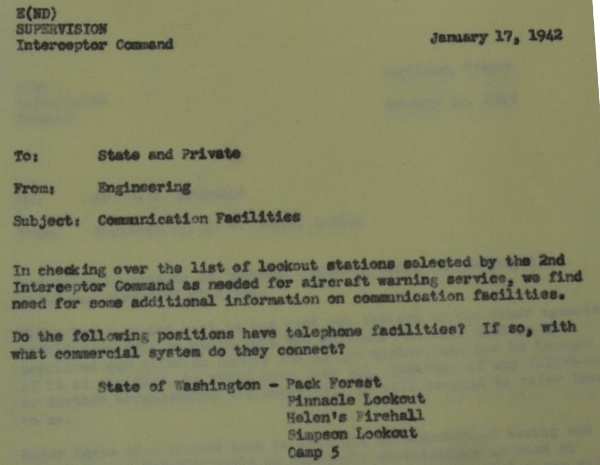 E(ND)
SUPERVISION
Interceptor Command
January 17, 1942
To: State and Private
From: Engineering
Subject: Communication Facilities
In checking over the list of lookout stations selected by the 2nd
Interceptor Command as needed for aircraft warning service, we find
need for some additional information on communication facilities.
Do the following positions have telephone facilities? If so, with
what commercial system do they connect?
State of Washington - Pack Forest
Pinnacle Lookout
Helen's Firehall
Simpson Lookout
Camp 5